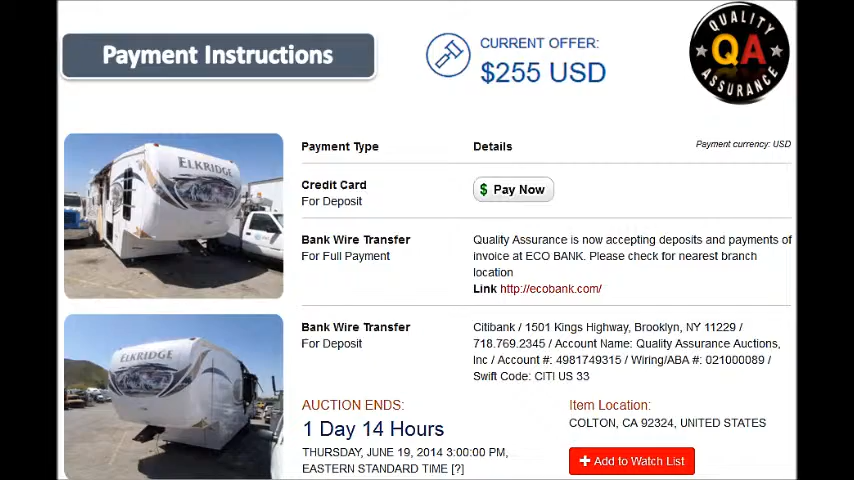 Payment Instructions
CURRENT OFFER:
$255 USD
QUALITY
QA
ASSURANCE
Payment Type
Details
Payment currency: USD
Credit Card
For Deposit
$ Pay Now
Bank Wire Transfer
For Full Payment
Quality Assurance is now accepting deposits and payments of
invoice at ECO BANK. Please check for nearest branch
location
Link http://ecobank.com/
Bank Wire Transfer
For Deposit
Citibank / 1501 Kings Highway, Brooklyn, NY 11229 /
718.769.2345 / Account Name: Quality Assurance Auctions,
Inc / Account #: 4981749315 / Wiring/ABA #: 021000089 /
Swift Code: CITI US 33
ELKRIDGE
ELKRIDGE
AUCTION ENDS:
1 Day 14 Hours
THURSDAY, JUNE 19, 2014 3:00:00 PM,
EASTERN STANDARD TIME [?]
Item Location:
COLTON, CA 92324, UNITED STATES
+ Add to Watch List